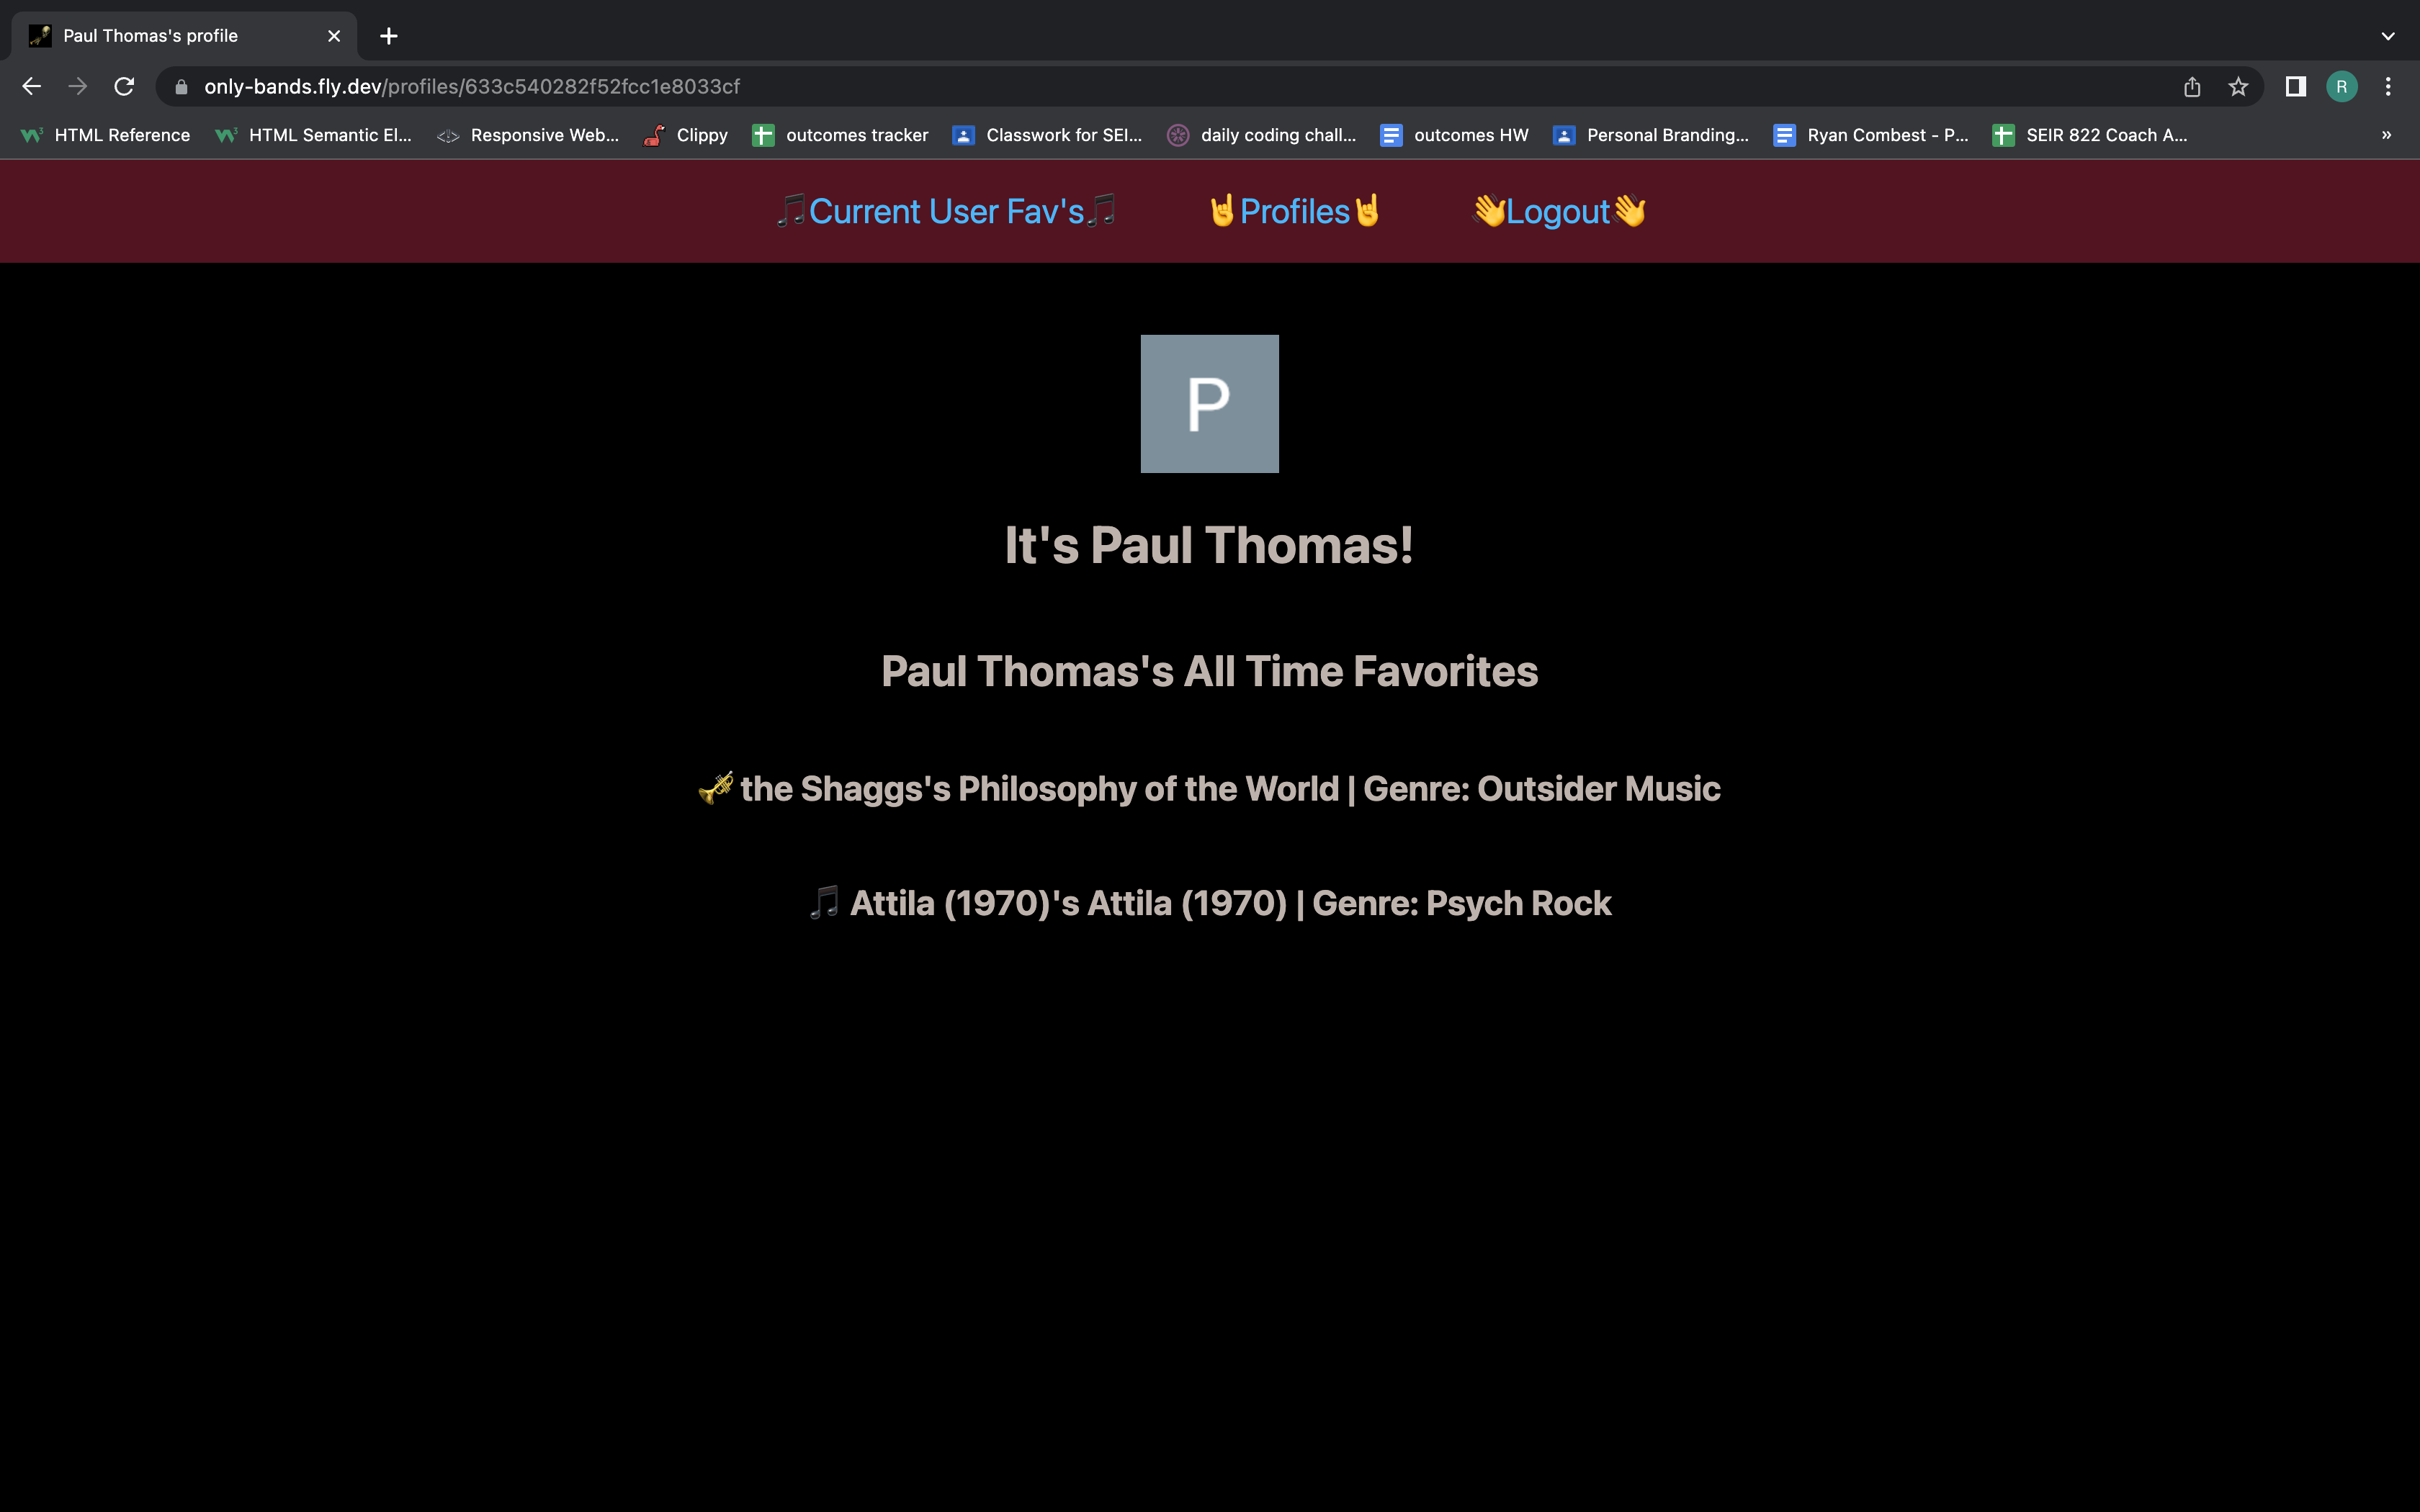 Paul Thomas's profile
only-bands.fly.dev/profiles/633c540282f52fcc1e8033cf
R
HTML Reference HTML Semantic El... Responsive Web... Clippy outcomes tracker Classwork for SEI... daily coding chall... outcomes HW Personal Branding... Ryan Combest - P... SEIR 822 Coach A... »
🎵Current User Fav's🎵 🤘Profiles🤘 👋Logout👋
P
It's Paul Thomas!
Paul Thomas's All Time Favorites
🎺 the Shaggs's Philosophy of the World | Genre: Outsider Music
🎵 Attila (1970)'s Attila (1970) | Genre: Psych Rock